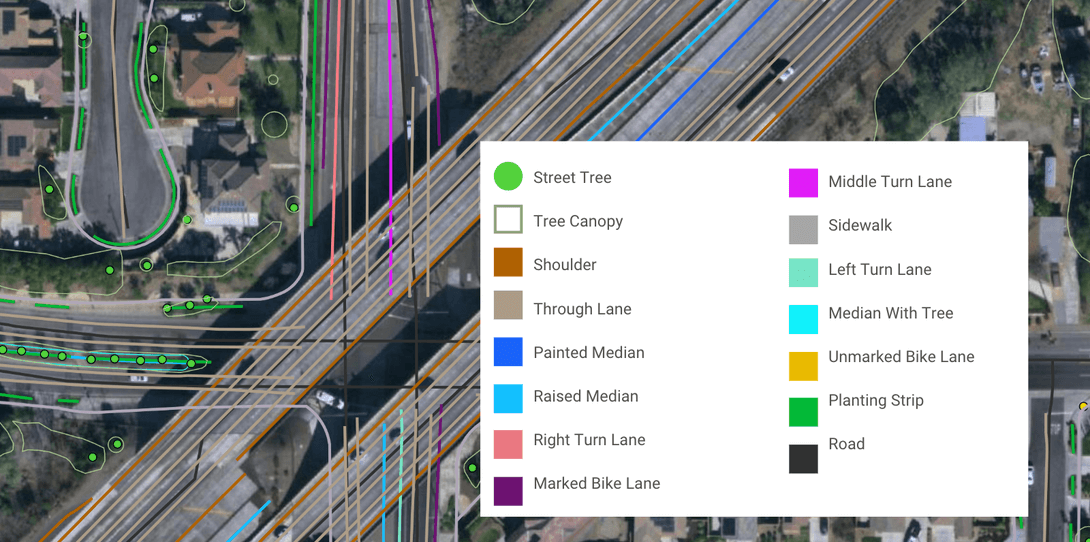 Street Tree
Tree Canopy
Shoulder
Through Lane
Painted Median
Raised Median
Right Turn Lane
Marked Bike Lane
Middle Turn Lane
Sidewalk
Left Turn Lane
Median With Tree
Unmarked Bike Lane
Planting Strip
Road